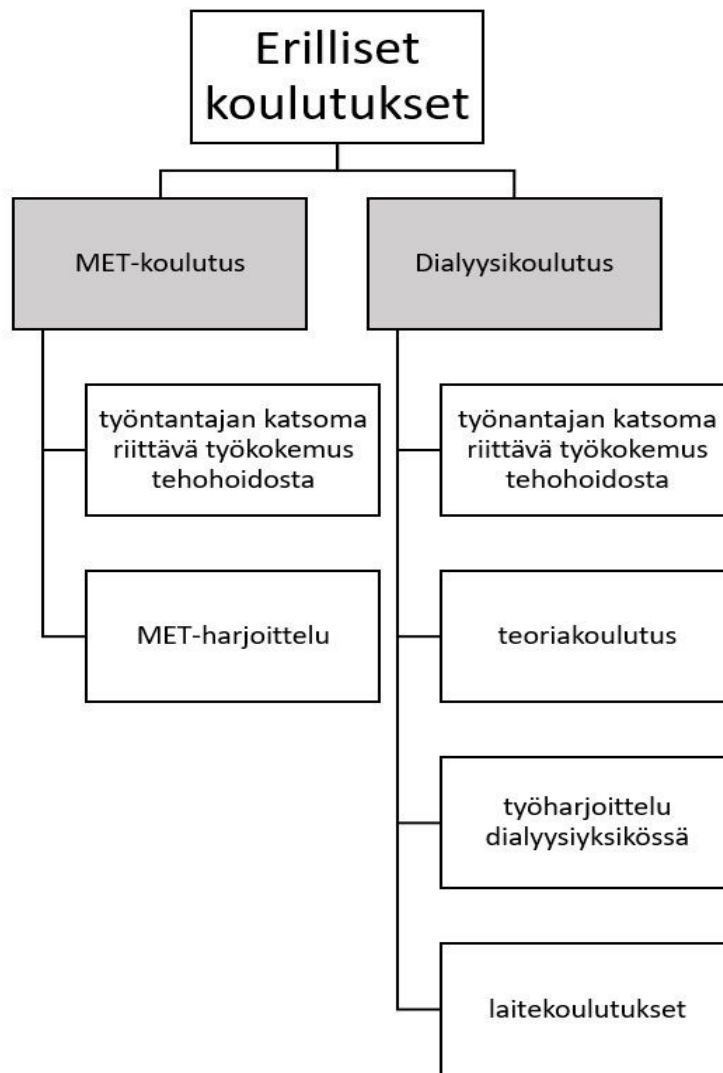 Erilliset
koulutukset
MET-koulutus
työntantajan katsoma
riittävä työkokemus
tehohoidosta
MET-harjoittelu
Dialyysikoulutus
työnantajan katsoma
riittävä työkokemus
tehohoidosta
teoriakoulutus
työharjoittelu
dialyysiyksikössä
laitekoulutukset